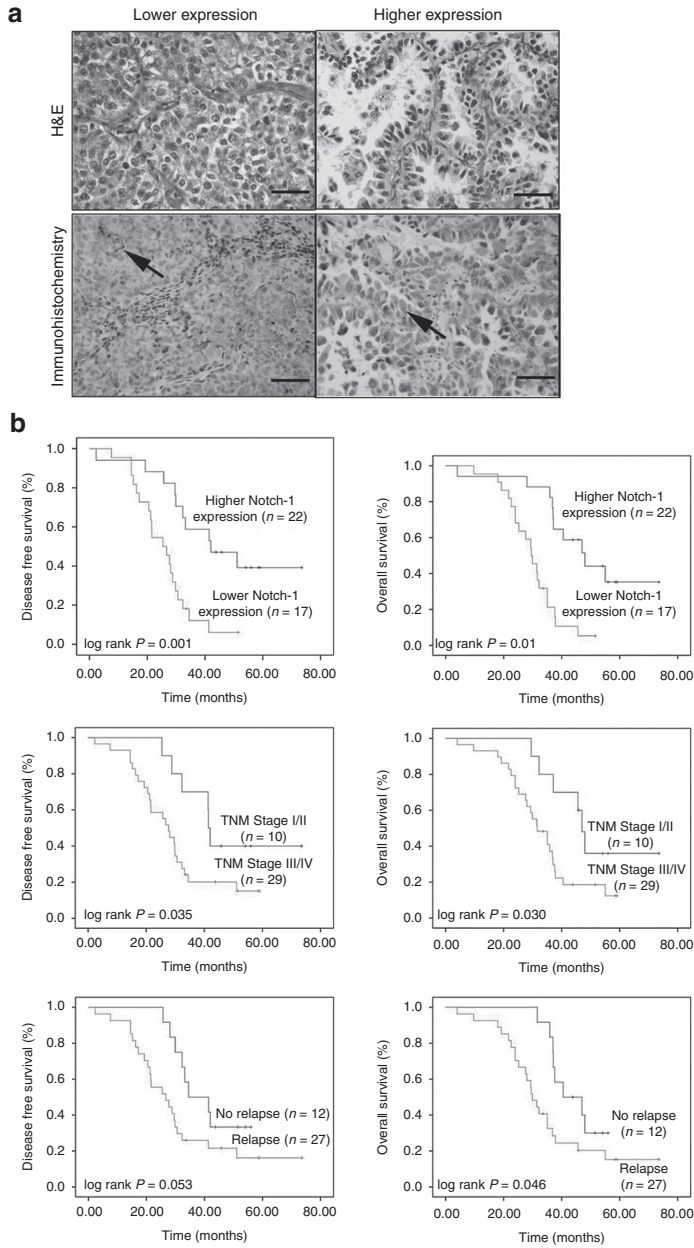 a
Lower expression
Higher expression
H&E
Immunohistochemistry
b
Disease free survival (%)
1.0
0.8
0.6
0.4
0.2
0.0
Higher Notch-1
expression (n = 22)
Lower Notch-1
expression (n = 17)
log rank P = 0.001
0.00 20.00 40.00 60.00 80.00
Time (months)
Overall survival (%)
1.0
0.8
0.6
0.4
0.2
0.0
Higher Notch-1
expression (n = 22)
Lower Notch-1
expression (n = 17)
log rank P = 0.01
0.00 20.00 40.00 60.00 80.00
Time (months)
Disease free survival (%)
1.0
0.8
0.6
0.4
0.2
0.0
TNM Stage I/II
(n = 10)
TNM Stage III/IV
(n = 29)
log rank P = 0.035
0.00 20.00 40.00 60.00 80.00
Time (months)
Overall survival (%)
1.0
0.8
0.6
0.4
0.2
0.0
TNM Stage I/II
(n = 10)
TNM Stage III/IV
(n = 29)
log rank P = 0.030
0.00 20.00 40.00 60.00 80.00
Time (months)
Disease free survival (%)
1.0
0.8
0.6
0.4
0.2
0.0
No relapse (n = 12)
Relapse (n = 27)
log rank P = 0.053
0.00 20.00 40.00 60.00 80.00
Time (months)
Overall survival (%)
1.0
0.8
0.6
0.4
0.2
0.0
No relapse
(n = 12)
Relapse
(n = 27)
log rank P = 0.046
0.00 20.00 40.00 60.00 80.00
Time (months)